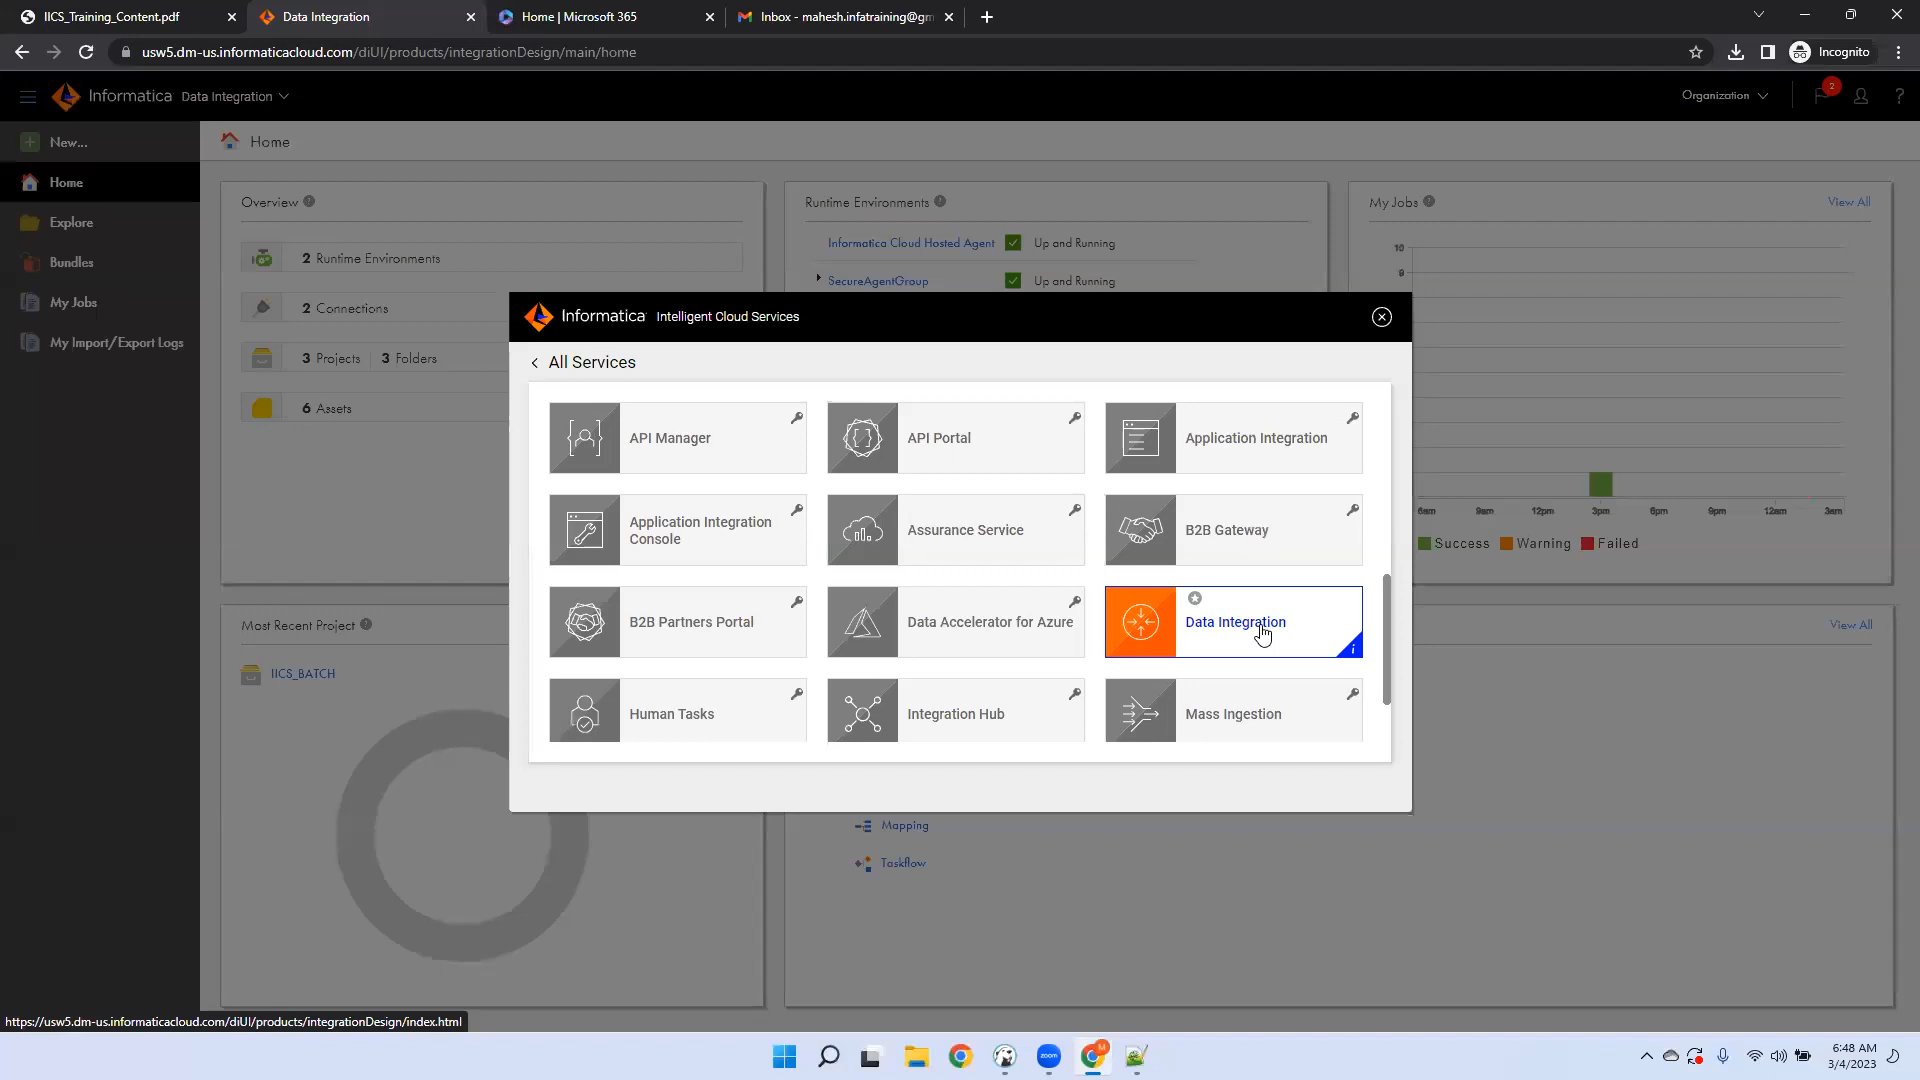 IICS_Training_Content.pdf
Data Integration
Home | Microsoft 365
Inbox - mahesh.infatraining@gm
usw5.dm-us.informaticacloud.com/diUI/products/integrationDesign/main/home
Incognito
Informatica Data Integration
Organization
2
?
New...
Home
Home
Explore
Bundles
My Jobs
My Import/Export Logs
Overview
2 Runtime Environments
2 Connections
3 Projects 3 Folders
6 Assets
Runtime Environments
Informatica Cloud Hosted Agent Up and Running
SecureAgentGroup Up and Running
My Jobs
View All
10
9
6am 9am 12pm 3pm 6pm 9pm 12am 3am
Success Warning Failed
Informatica Intelligent Cloud Services
< All Services
API Manager
API Portal
Application Integration
Application Integration
Console
Assurance Service
B2B Gateway
B2B Partners Portal
Data Accelerator for Azure
Data Integration
i
Human Tasks
Integration Hub
Mass Ingestion
Most Recent Project
IICS_BATCH
View All
Mapping
Taskflow
https://usw5.dm-us.informaticacloud.com/diUI/products/integrationDesign/index.html
zoom
M
6:48 AM
3/4/2023